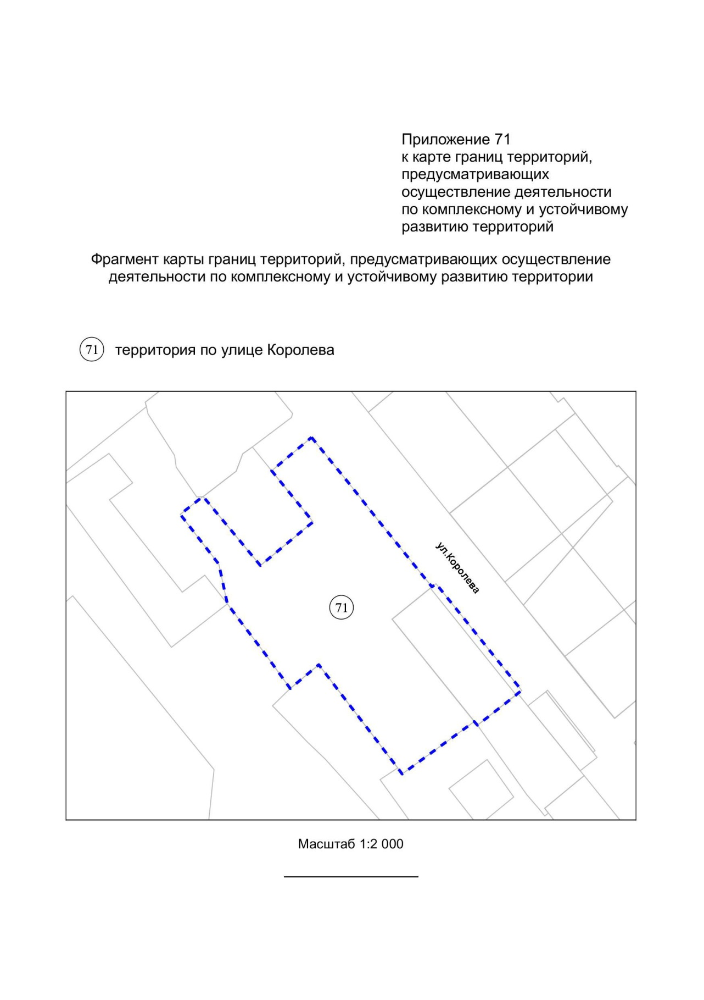 Приложение 71
к карте границ территорий,
предусматривающих
осуществление деятельности
по комплексному и устойчивому
развитию территорий
Фрагмент карты границ территорий, предусматривающих осуществление
деятельности по комплексному и устойчивому развитию территории
71 территория по улице Королева
ул.Королева
71
Масштаб 1:2 000